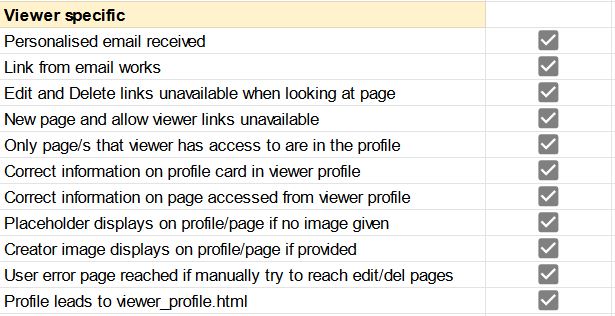 Viewer specific
Personalised email received
Link from email works
Edit and Delete links unavailable when looking at page
New page and allow viewer links unavailable
Only page/s that viewer has access to are in the profile
Correct information on profile card in viewer profile
Correct information on page accessed from viewer profile
Placeholder displays on profile/page if no image given
Creator image displays on profile/page if provided
User error page reached if manually try to reach edit/del pages
Profile leads to viewer_profile.html